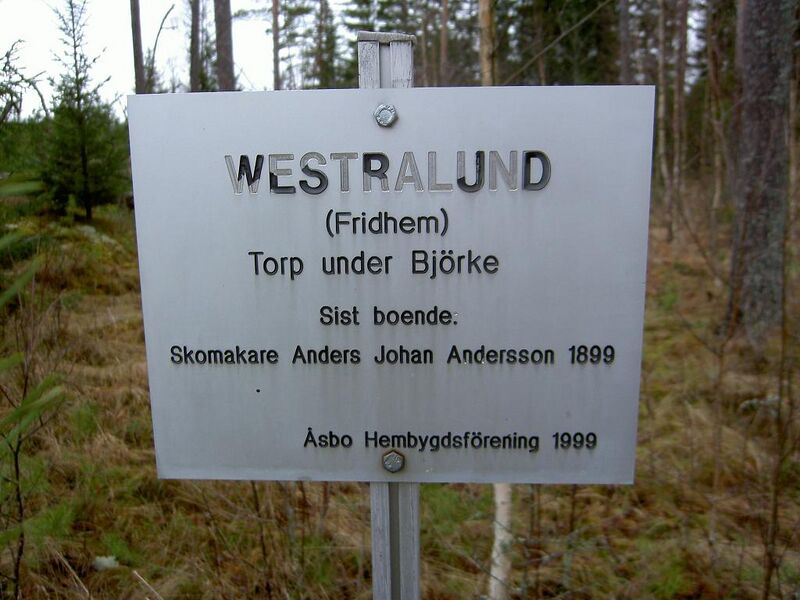 WESTRALUND
(Fridhem)
Torp under Björke
Sist boende:
Skomakare Anders Johan Andersson 1899
Åsbo Hembygdsförening 1999